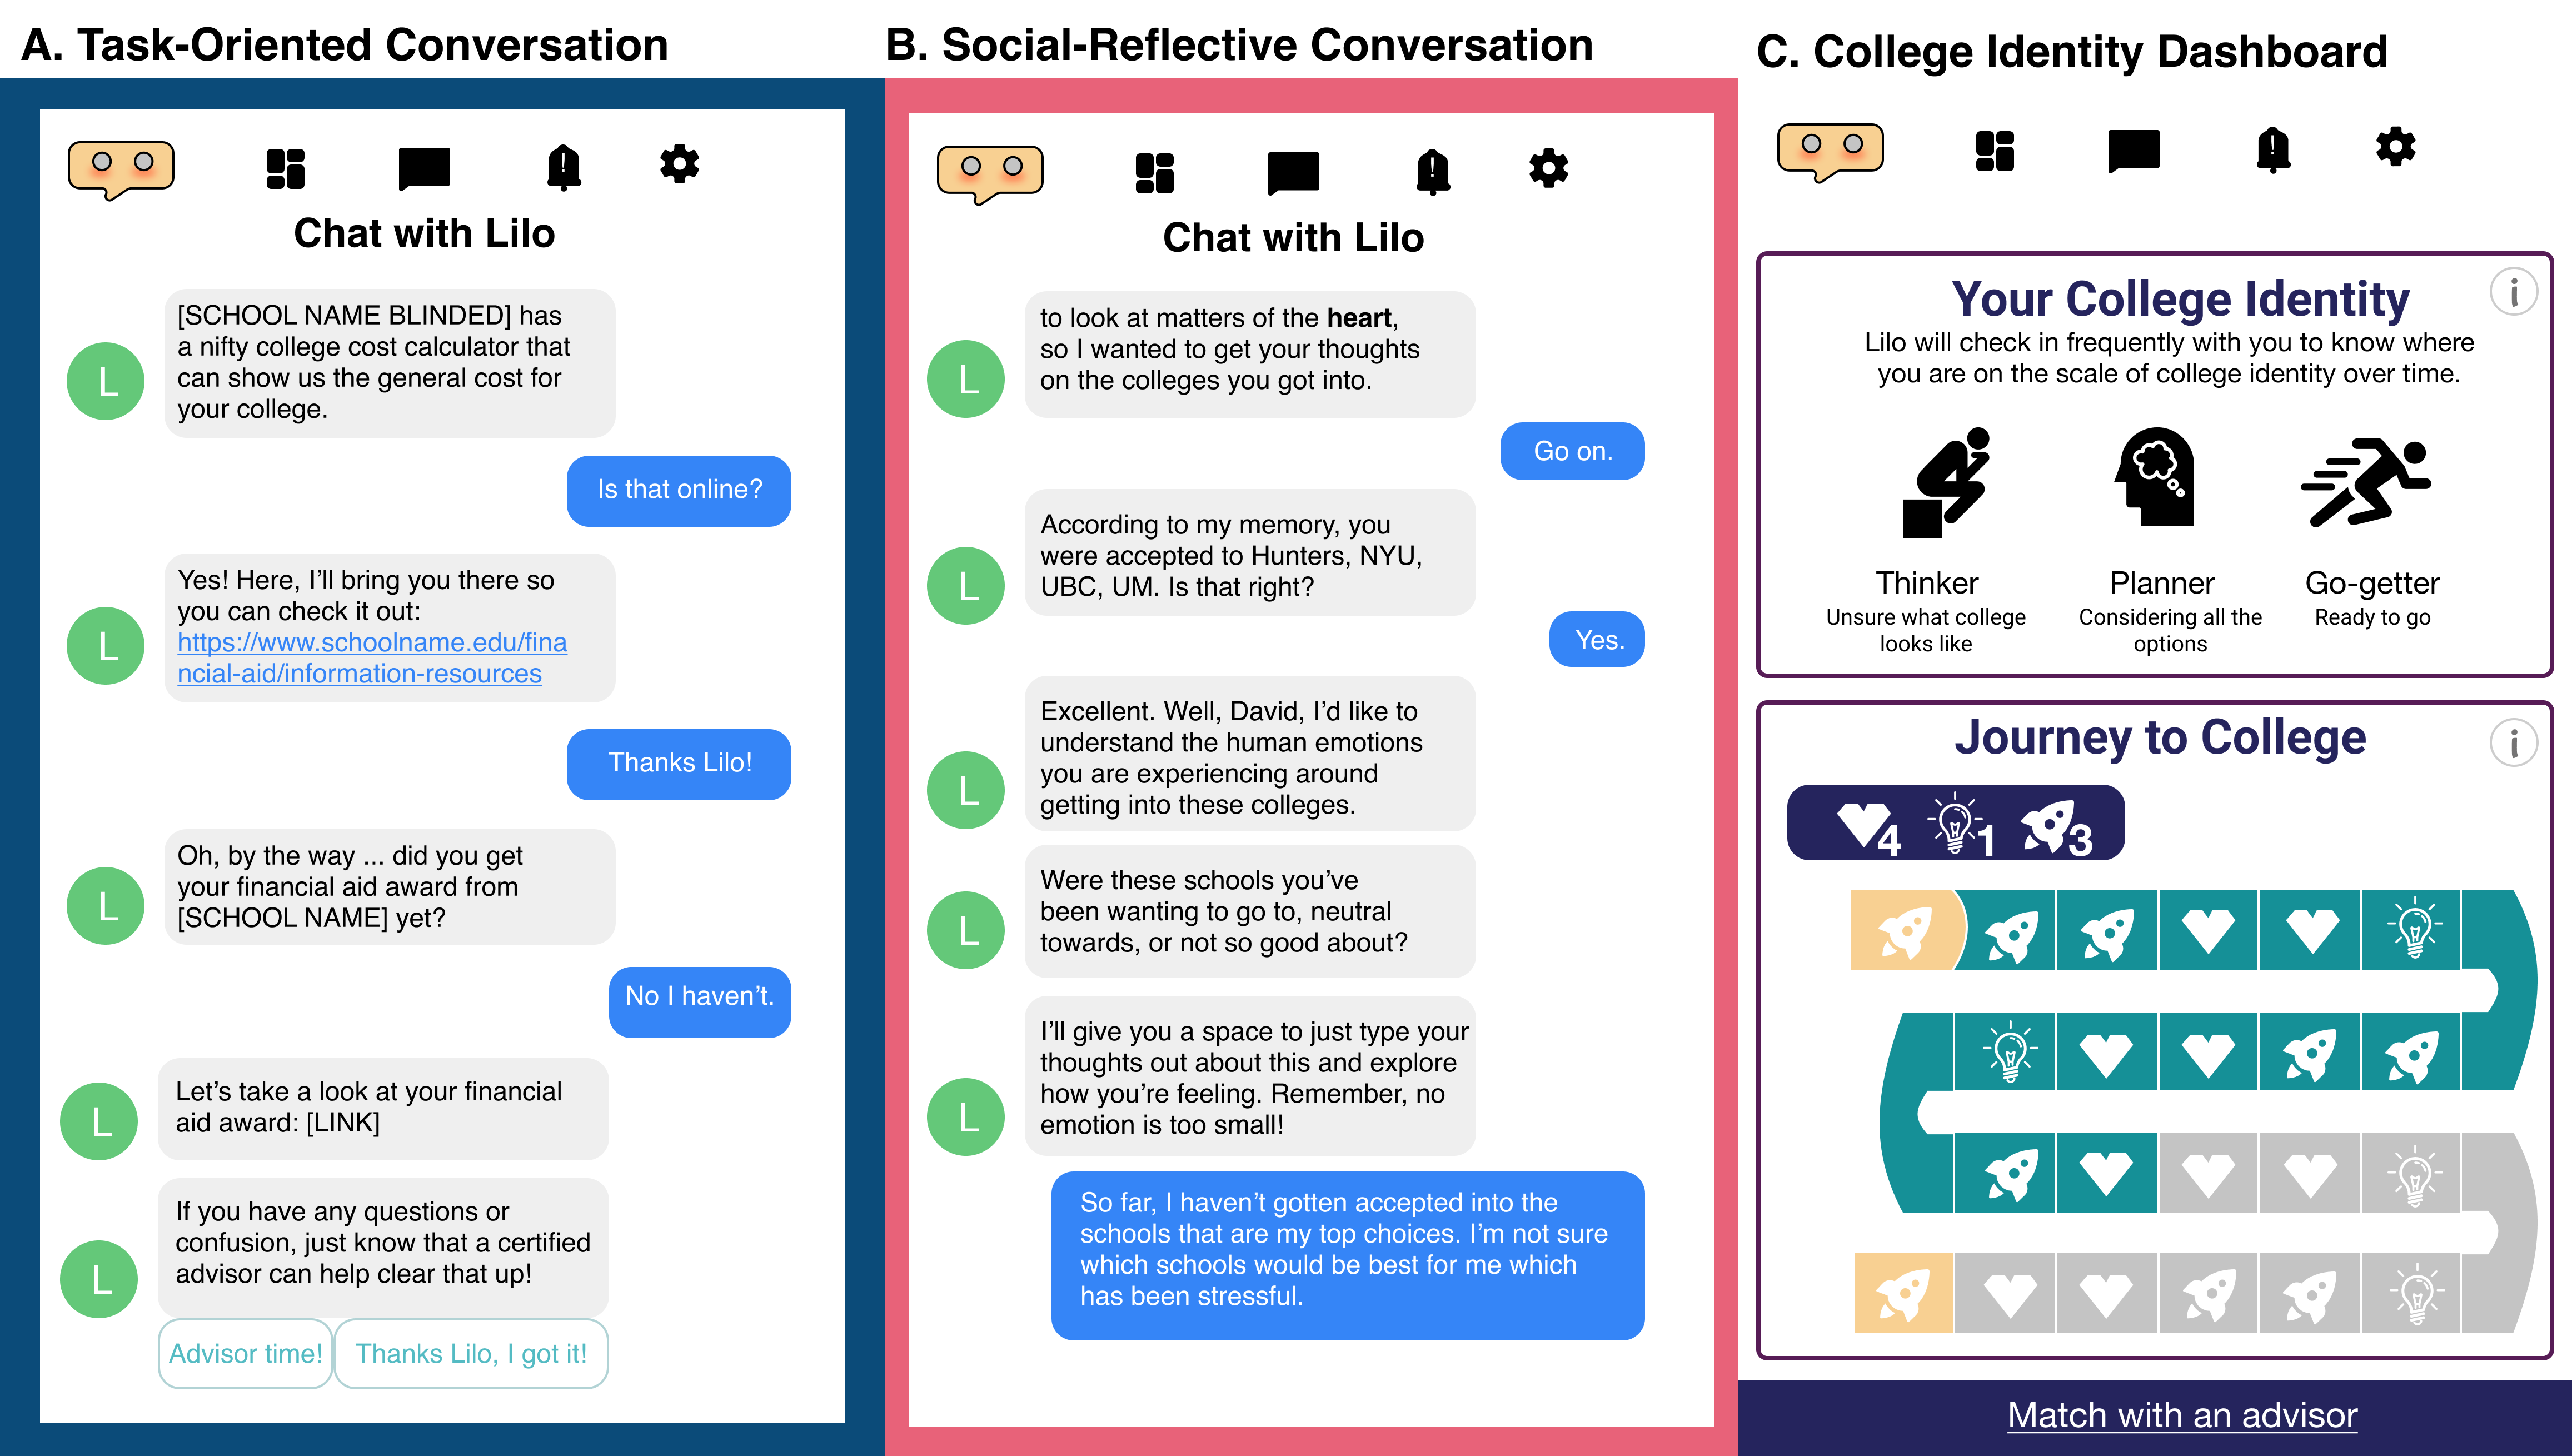 A. Task-Oriented Conversation
Chat with Lilo
L
[SCHOOL NAME BLINDED] has
a nifty college cost calculator that
can show us the general cost for
your college.
Is that online?
L
Yes! Here, I'll bring you there so
you can check it out:
https://www.schoolname.edu/fina
ncial-aid/information-resources
Thanks Lilo!
L
Oh, by the way ... did you get
your financial aid award from
[SCHOOL NAME] yet?
No I haven't.
L
Let's take a look at your financial
aid award: [LINK]
L
If you have any questions or
confusion, just know that a certified
advisor can help clear that up!
Advisor time!
Thanks Lilo, I got it!
B. Social-Reflective Conversation
Chat with Lilo
L
to look at matters of the heart,
so I wanted to get your thoughts
on the colleges you got into.
Go on.
L
According to my memory, you
were accepted to Hunters, NYU,
UBC, UM. Is that right?
Yes.
L
Excellent. Well, David, I'd like to
understand the human emotions
you are experiencing around
getting into these colleges.
L
Were these schools you've
been wanting to go to, neutral
towards, or not so good about?
L
I'll give you a space to just type your
thoughts out about this and explore
how you're feeling. Remember, no
emotion is too small!
So far, I haven't gotten accepted into the
schools that are my top choices. I'm not sure
which schools would be best for me which
has been stressful.
C. College Identity Dashboard
Your College Identity
i
Lilo will check in frequently with you to know where
you are on the scale of college identity over time.
Thinker
Unsure what college
looks like
Planner
Considering all the
options
Go-getter
Ready to go
Journey to College
i
4 1 3
Match with an advisor